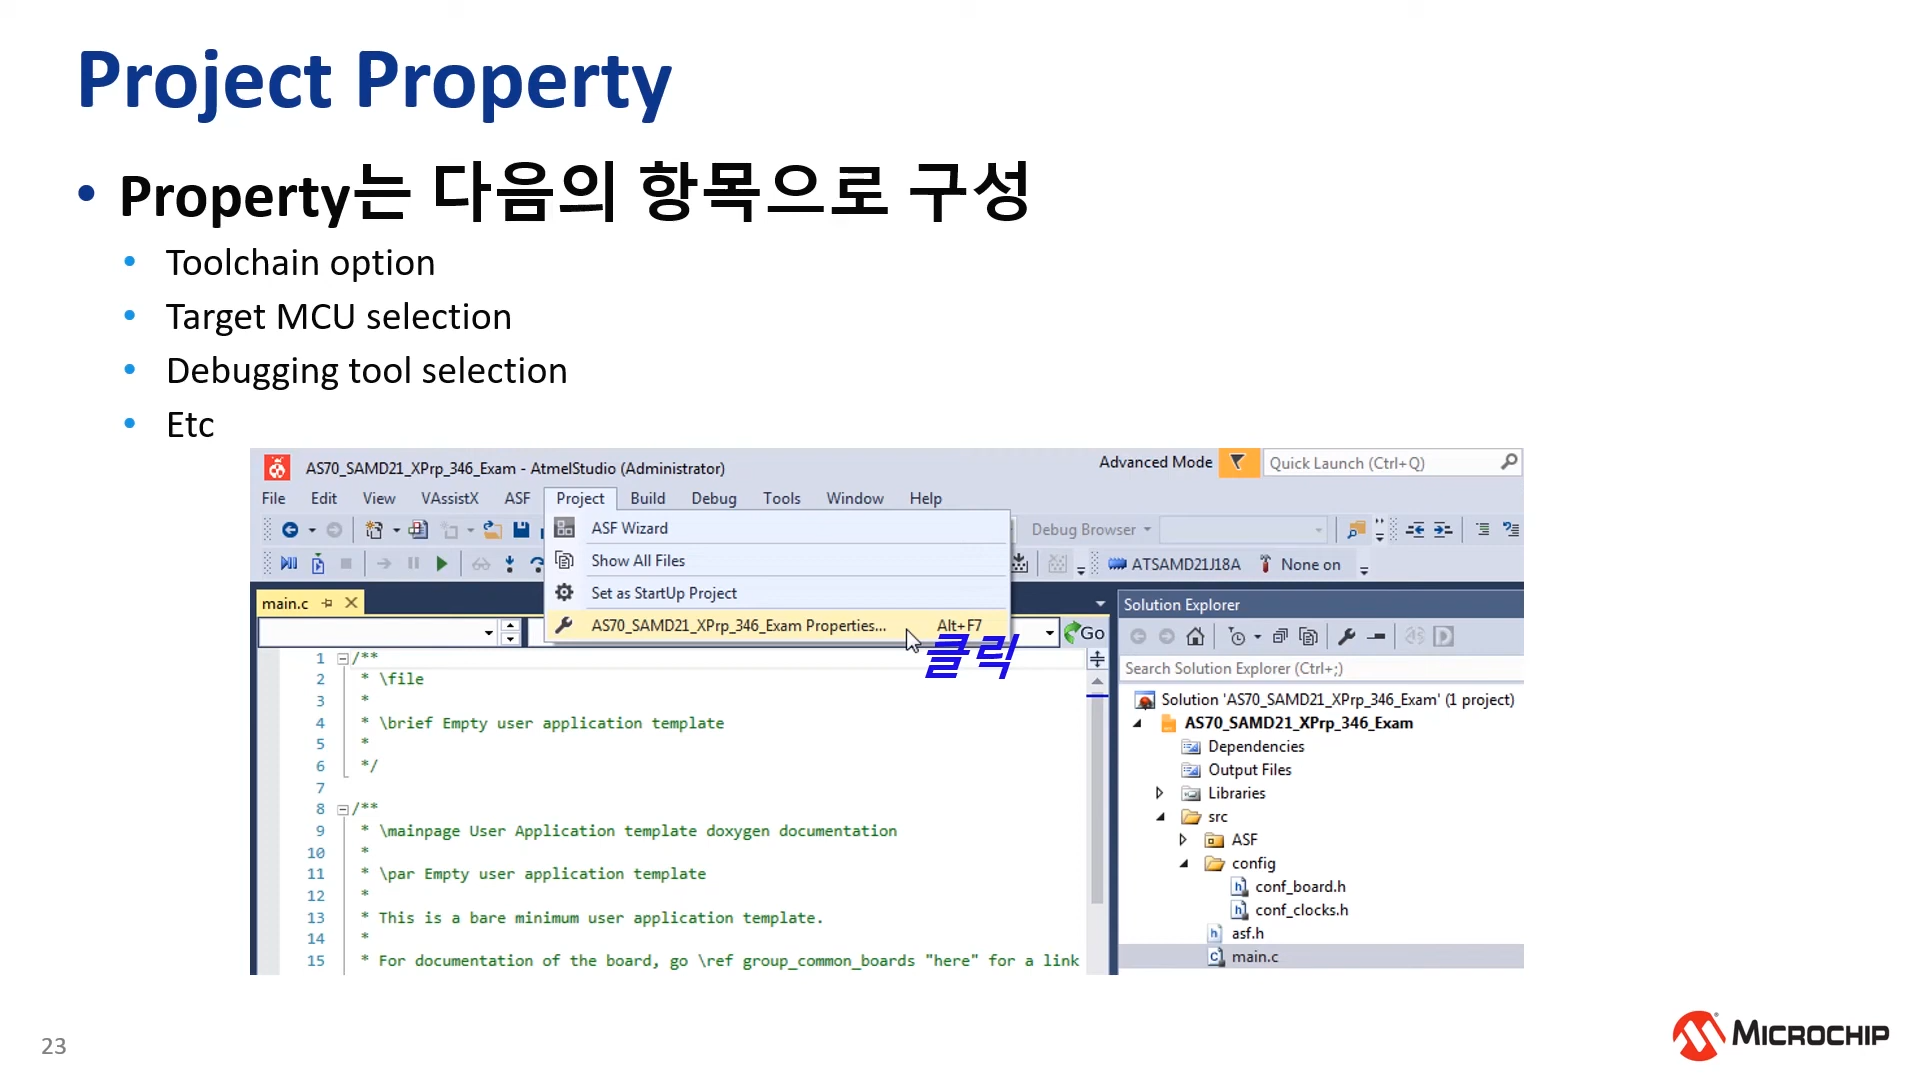 Project Property
• Property는 다음의 항목으로 구성
• Toolchain option
• Target MCU selection
• Debugging tool selection
• Etc
AS70_SAMD21_XPrp_346_Exam - AtmelStudio (Administrator)
Advanced Mode
Quick Launch (Ctrl+Q)
File Edit View VAssistX ASF Project Build Debug Tools Window Help
ASF Wizard
Debug Browser
Show All Files
ATSAMD21J18A
None on
Set as StartUp Project
AS70_SAMD21_XPrp_346_Exam Properties... Alt+F7
클릭
main.c
Go
1 /**
2 * \file
3 *
4 * \brief Empty user application template
5 *
6 */
7
8 /**
9 * \mainpage User Application template doxygen documentation
10 *
11 * \par Empty user application template
12 *
13 * This is a bare minimum user application template.
14 *
15 * For documentation of the board, go \ref group_common_boards "here" for a link
Solution Explorer
Search Solution Explorer (Ctrl+;)
Solution 'AS70_SAMD21_XPrp_346_Exam' (1 project)
AS70_SAMD21_XPrp_346_Exam
Dependencies
Output Files
Libraries
src
ASF
config
conf_board.h
conf_clocks.h
asf.h
main.c
23
MICROCHIP